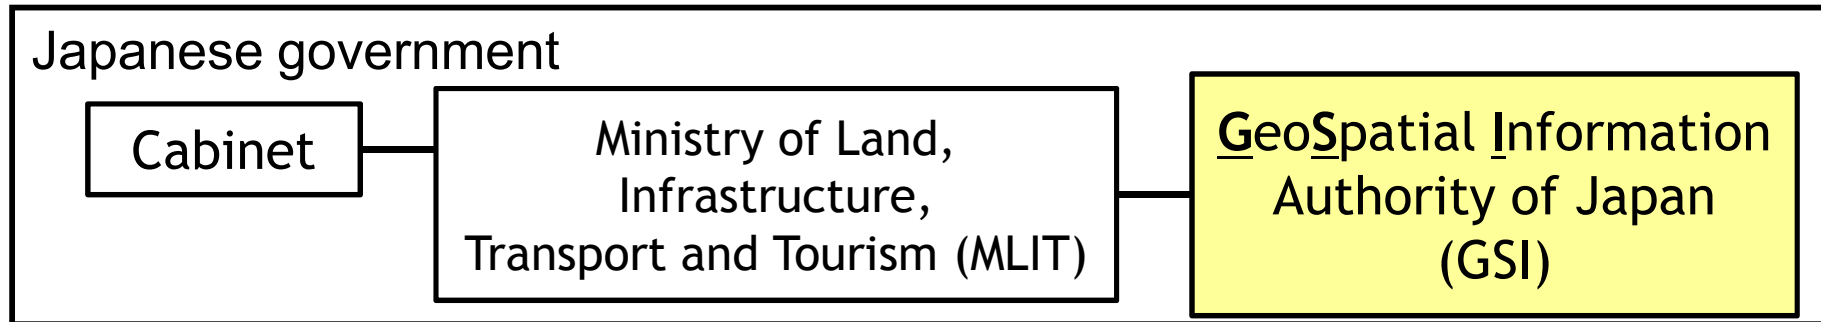 Japanese government
Cabinet
Ministry of Land,
Infrastructure,
Transport and Tourism (MLIT)
GeoSpatial Information
Authority of Japan
(GSI)